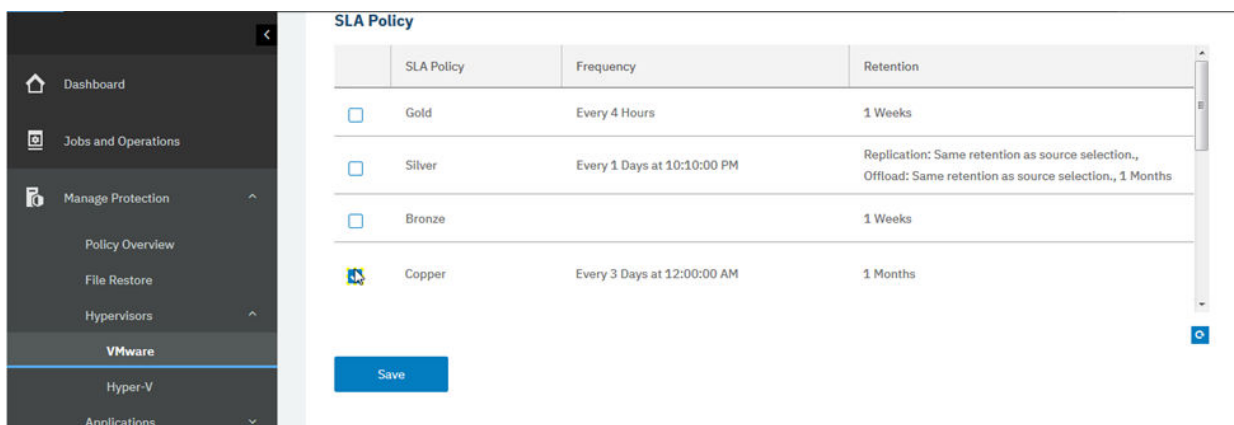 SLA Policy
SLA Policy Frequency Retention
Dashboard
Gold Every 4 Hours 1 Weeks
Jobs and Operations
Silver Every 1 Days at 10:10:00 PM Replication: Same retention as source selection.,
Offload: Same retention as source selection., 1 Months
Manage Protection
Bronze 1 Weeks
Policy Overview
File Restore
Copper Every 3 Days at 12:00:00 AM 1 Months
Hypervisors
VMware
Save
Hyper-V
Applications